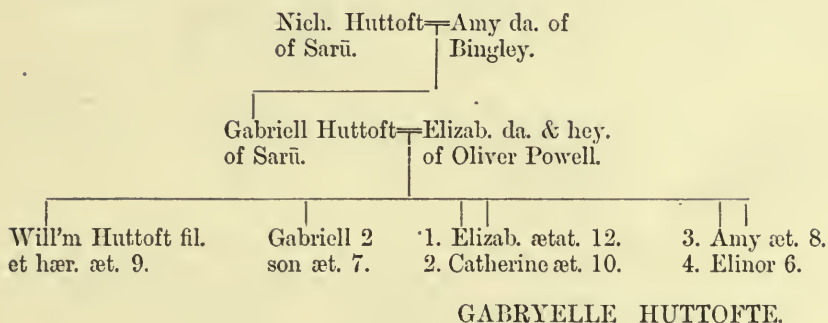 Nich. Huttoft Amy da. of
of Sarū. Bingley.
Gabriell Huttoft Elizab. da. & hey.
of Sarū. of Oliver Powell.
Will'm Huttoft fil. Gabriell 2 1. Elizab. ætat. 12. 3. Amy æt. 8.
et hær. æt. 9. son æt. 7. 2. Catherine æt. 10. 4. Elinor 6.
GABRYELLE HUTTOFTE.